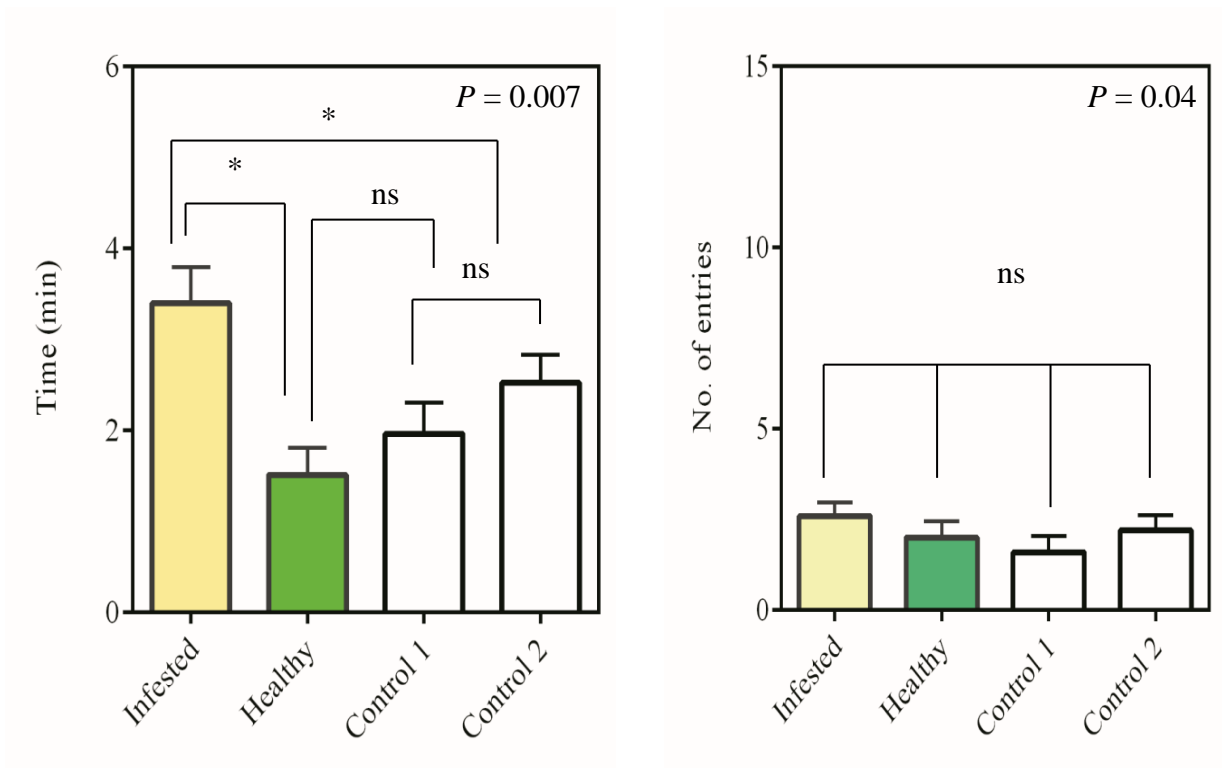 6
P = 0.007
*
*
ns
4
ns
Time (min)
2
0
Infested
Healthy
Control 1
Control 2
15
P = 0.04
10
ns
No. of entries
5
0
Infested
Healthy
Control 1
Control 2